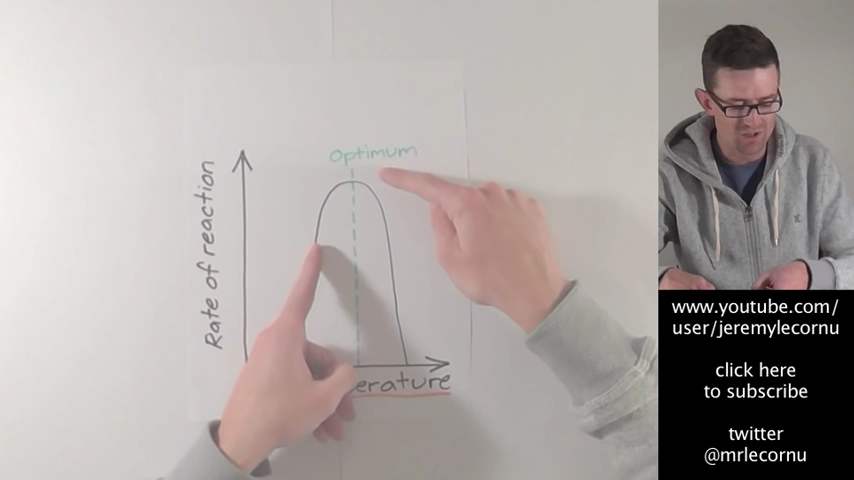 Optimum
Rate of reaction
erature
www.youtube.com/
user/jeremylecornu
click here
to subscribe
twitter
@mrlecornu